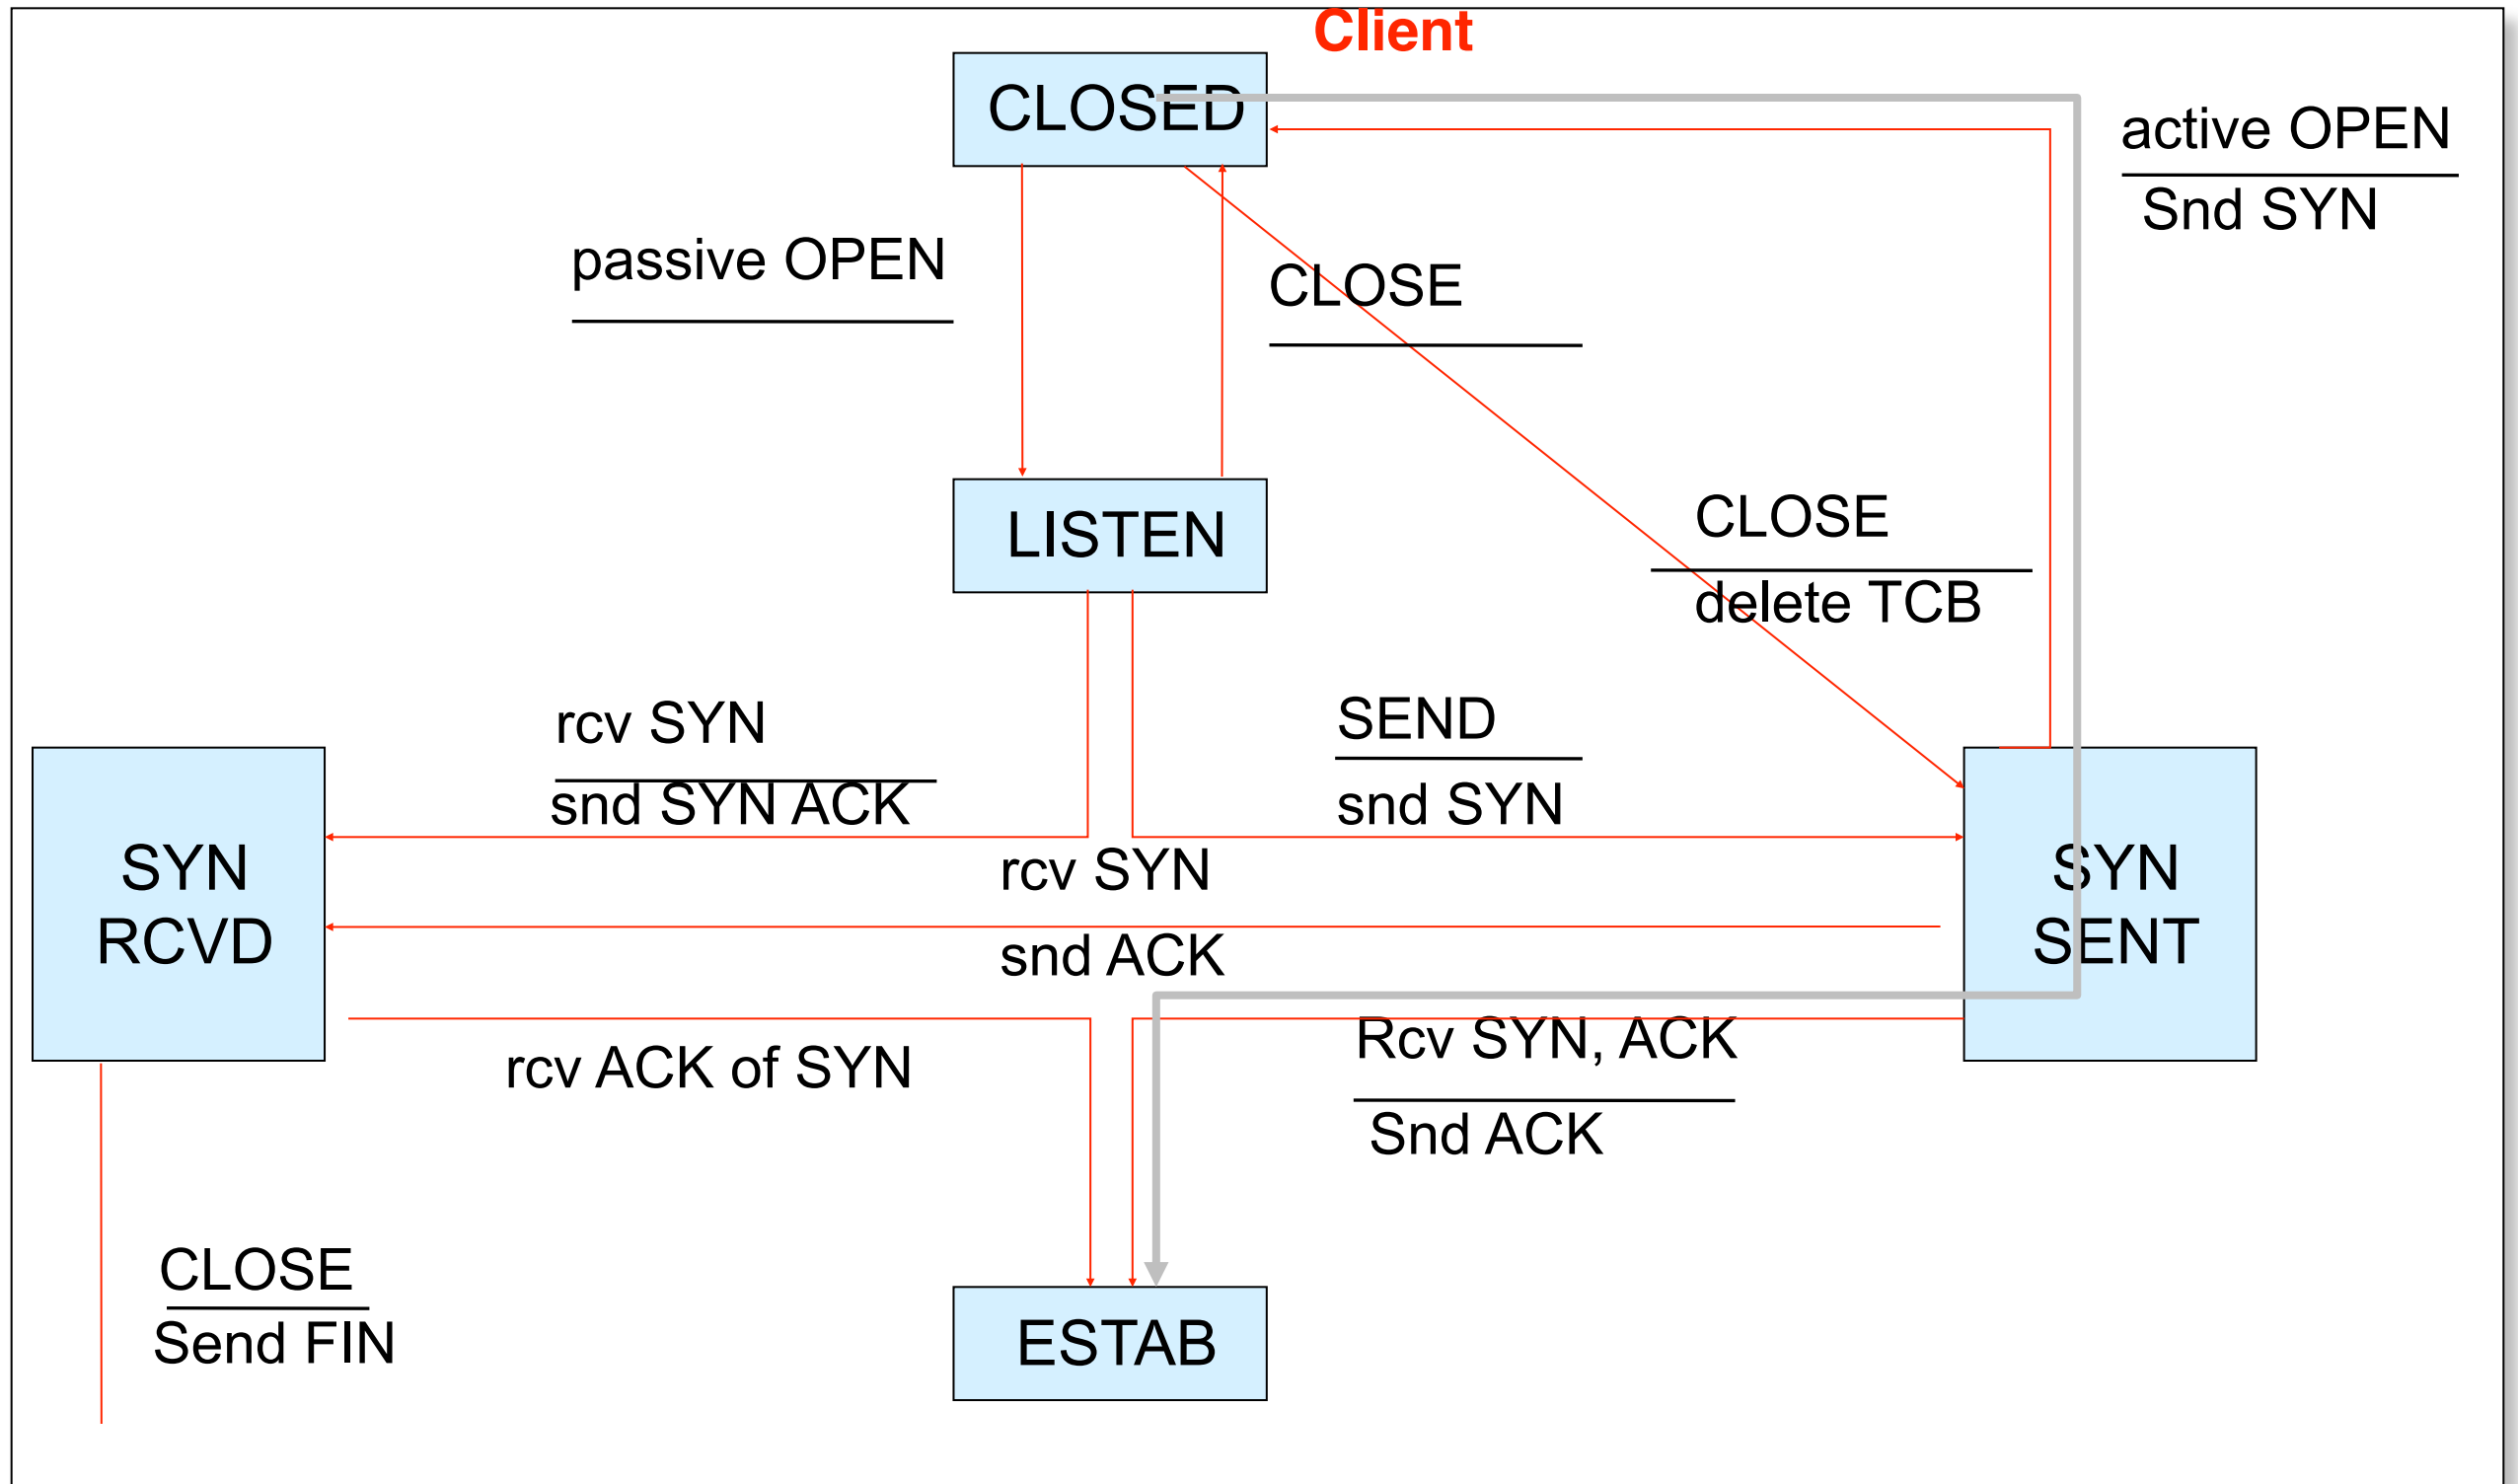 Client
CLOSED
active OPEN
Snd SYN
passive OPEN
CLOSE
LISTEN
CLOSE
delete TCB
rcv SYN
snd SYN ACK
SEND
snd SYN
SYN
RCVD
rcv SYN
snd ACK
SYN
SENT
rcv ACK of SYN
Rcv SYN, ACK
Snd ACK
CLOSE
Send FIN
ESTAB